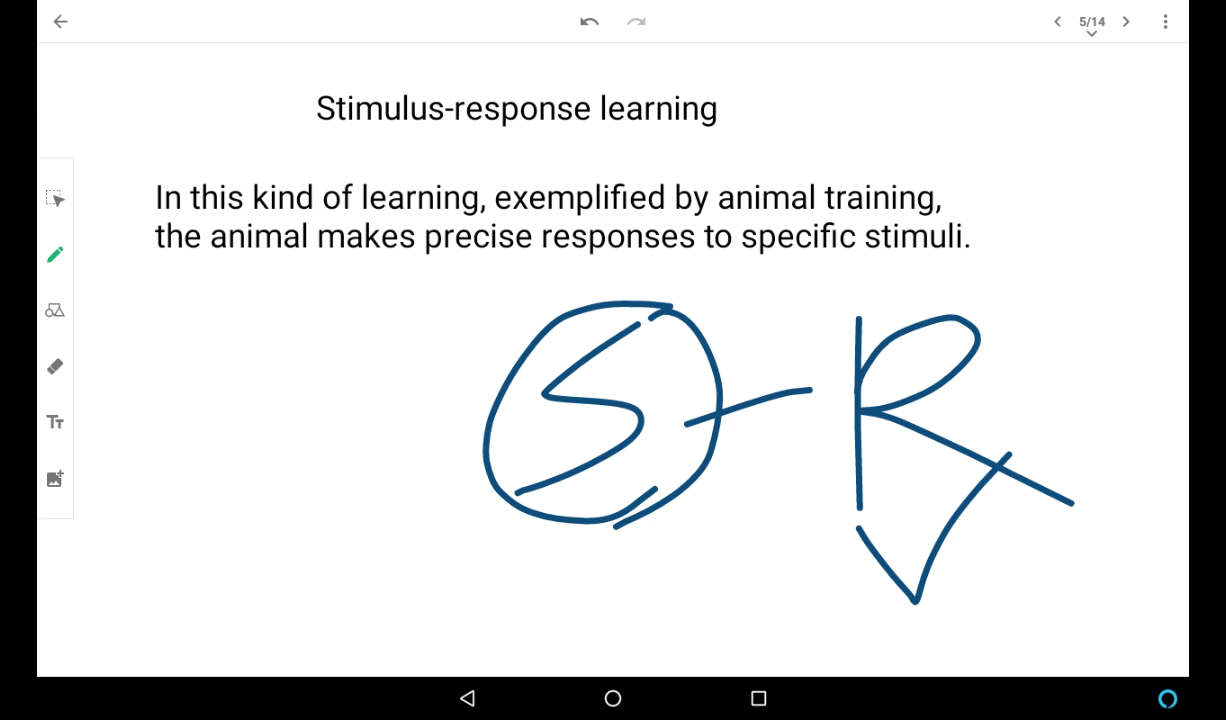 5/14
Stimulus-response learning
In this kind of learning, exemplified by animal training,
the animal makes precise responses to specific stimuli.
S - R
TT